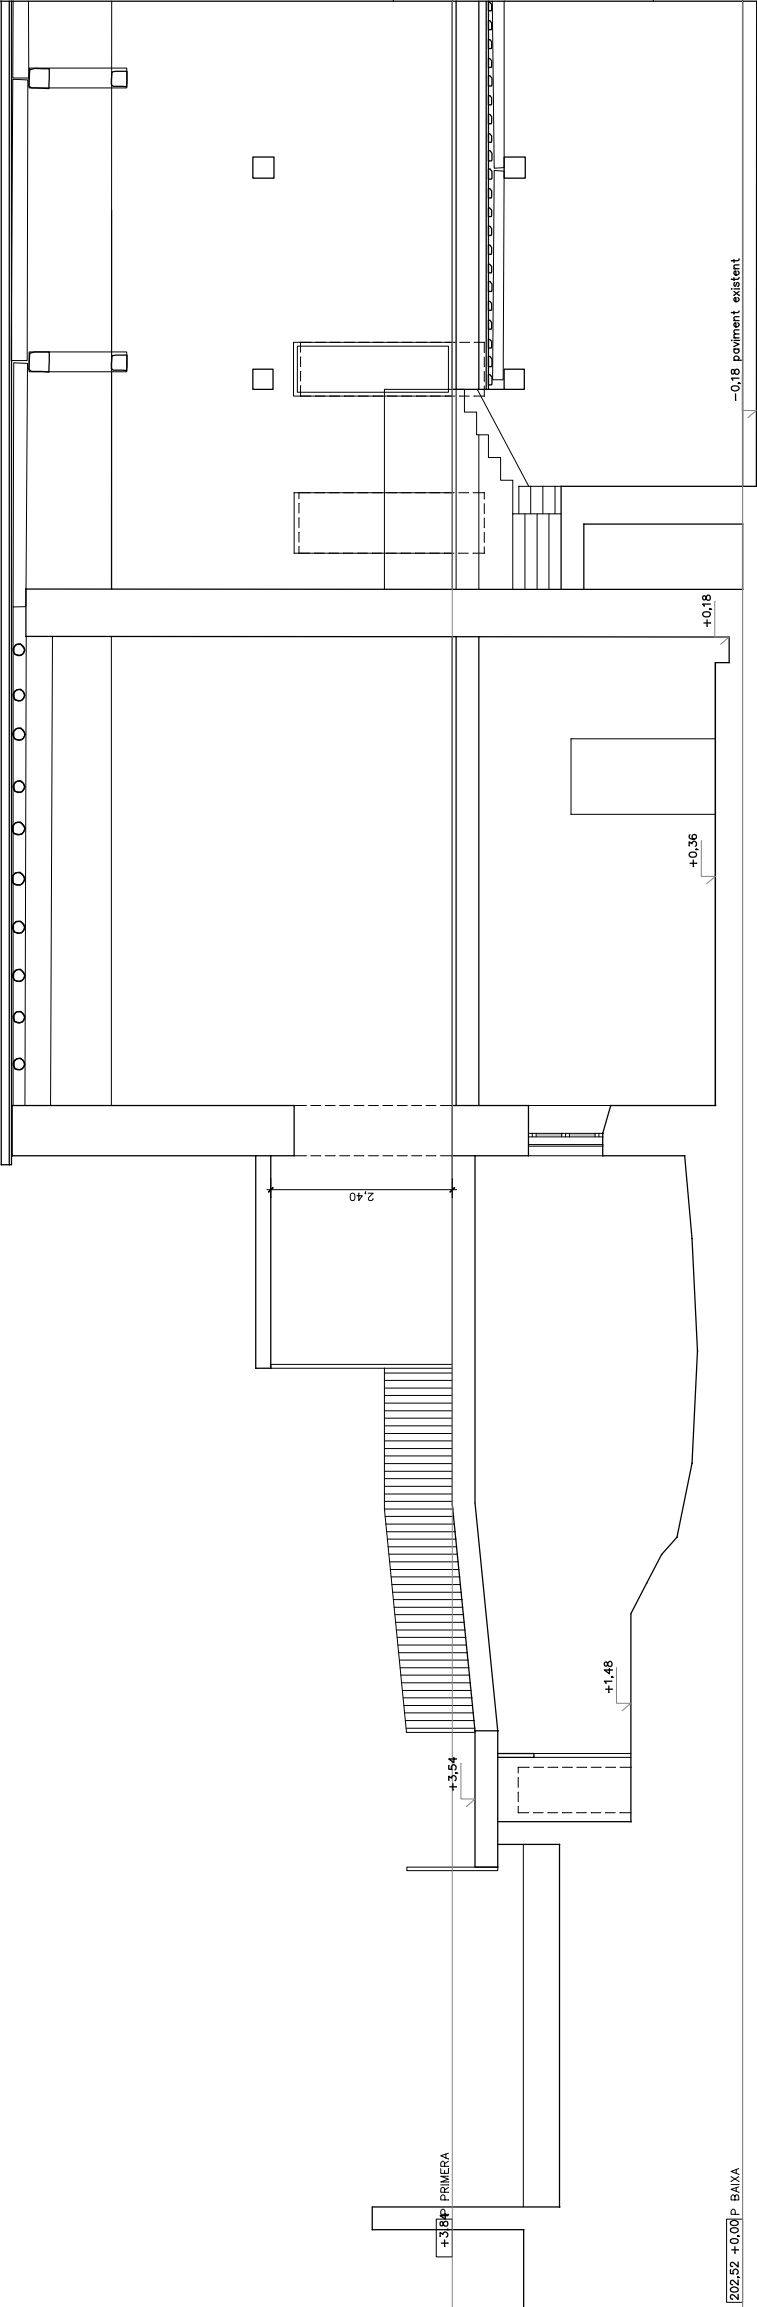 +3,84 P PRIMERA
202,52 +0,00 P BAIXA
+3,54
+1,48
2,40
+0,36
+0,18
-0,18 paviment existent